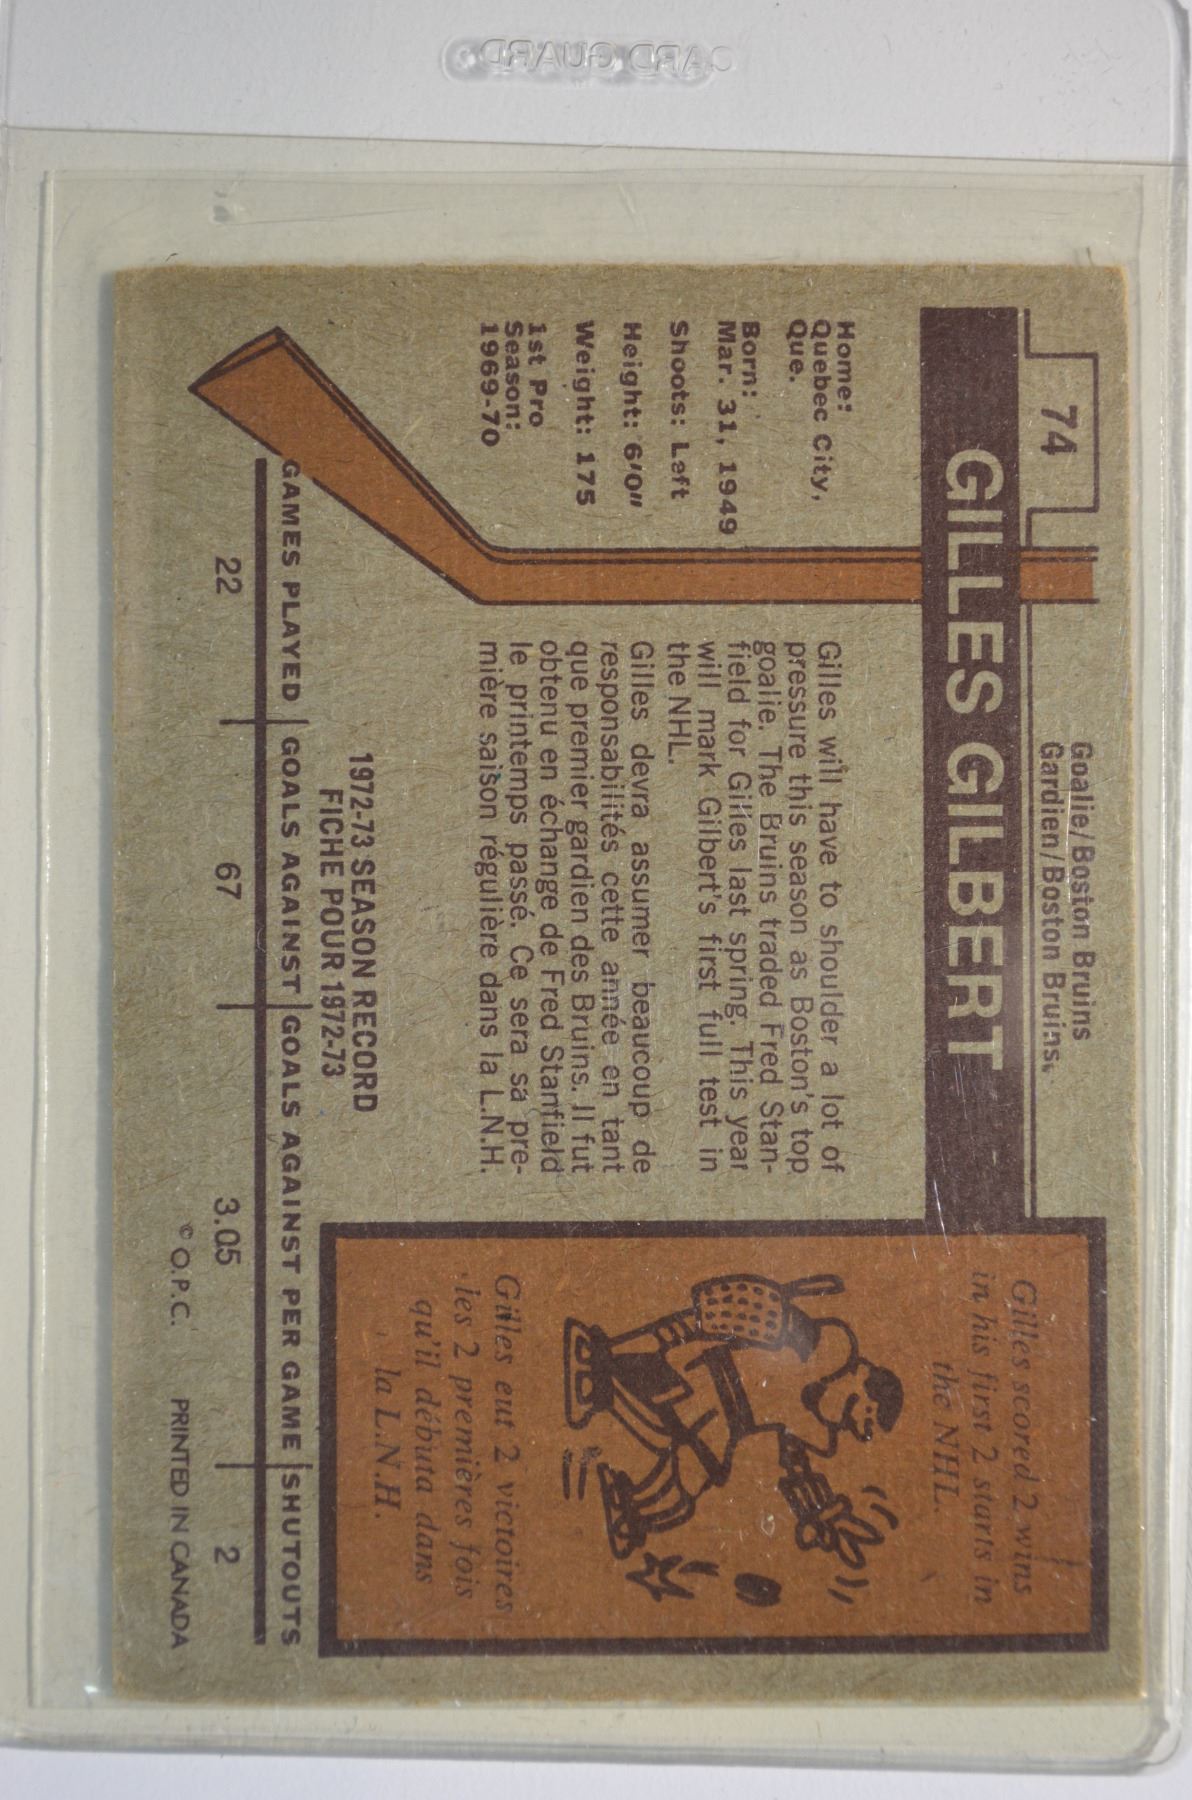 CARD GUARD
74
Goalie/Boston Bruins
Gardien/Boston Bruins
GILLES GILBERT
Home:
Quebec City,
Que.
Born:
Mar. 31, 1949
Shoots: Left
Height: 6'0"
Weight: 175
1st Pro
Season:
1969-70
Gilles will have to shoulder a lot of
pressure this season as Boston's top
goalie. The Bruins traded Fred Stan-
field for Gilles last spring. This year
will mark Gilbert's first full test in
the NHL.
Gilles devra assumer beaucoup de
responsabilités cette année en tant
que premier gardien des Bruins. Il fut
obtenu en échange de Fred Stanfield
le printemps passé. Ce sera sa pre-
mière saison régulière dans la L.N.H.
Gilles scored 2 wins
in his first 2 starts in
the NHL.
Gilles eut 2 victoires
les 2 premières fois
qu'il débuta dans
la L.N.H.
1972-73 SEASON RECORD
FICHE POUR 1972-73
GAMES PLAYED GOALS AGAINST GOALS AGAINST PER GAME SHUTOUTS
22 67 3.05 2
© O.P.C. PRINTED IN CANADA